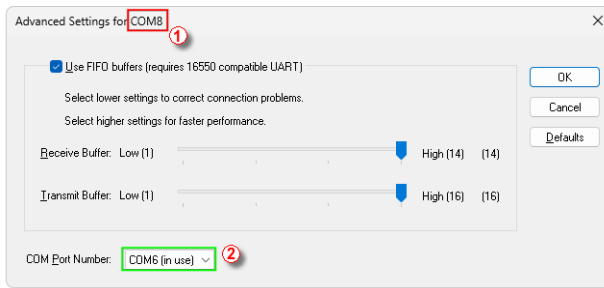 Advanced Settings for COM8
1
Use FIFO buffers (requires 16550 compatible UART)
OK
Select lower settings to correct connection problems.
Cancel
Select higher settings for faster performance.
Defaults
Receive Buffer: Low (1) High (14) (14)
Transmit Buffer: Low (1) High (16) (16)
COM Port Number: COM6 (in use) 2